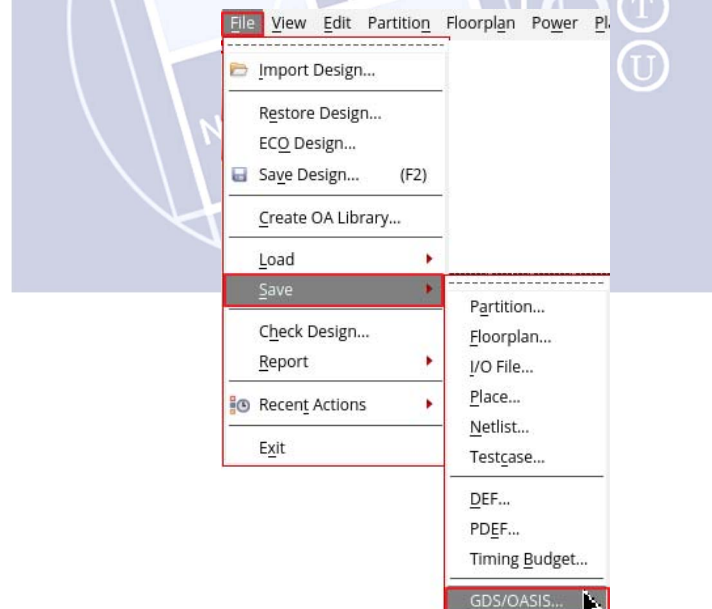 File View Edit Partition Floorplan Power
Import Design...
Restore Design...
ECO Design...
Save Design... (F2)
Create OA Library...
Load
Save
Check Design...
Report
Recent Actions
Exit
Partition...
Floorplan...
I/O File...
Place...
Netlist...
Testcase...
DEF...
PDEF...
Timing Budget...
GDS/OASIS...
T
U
N